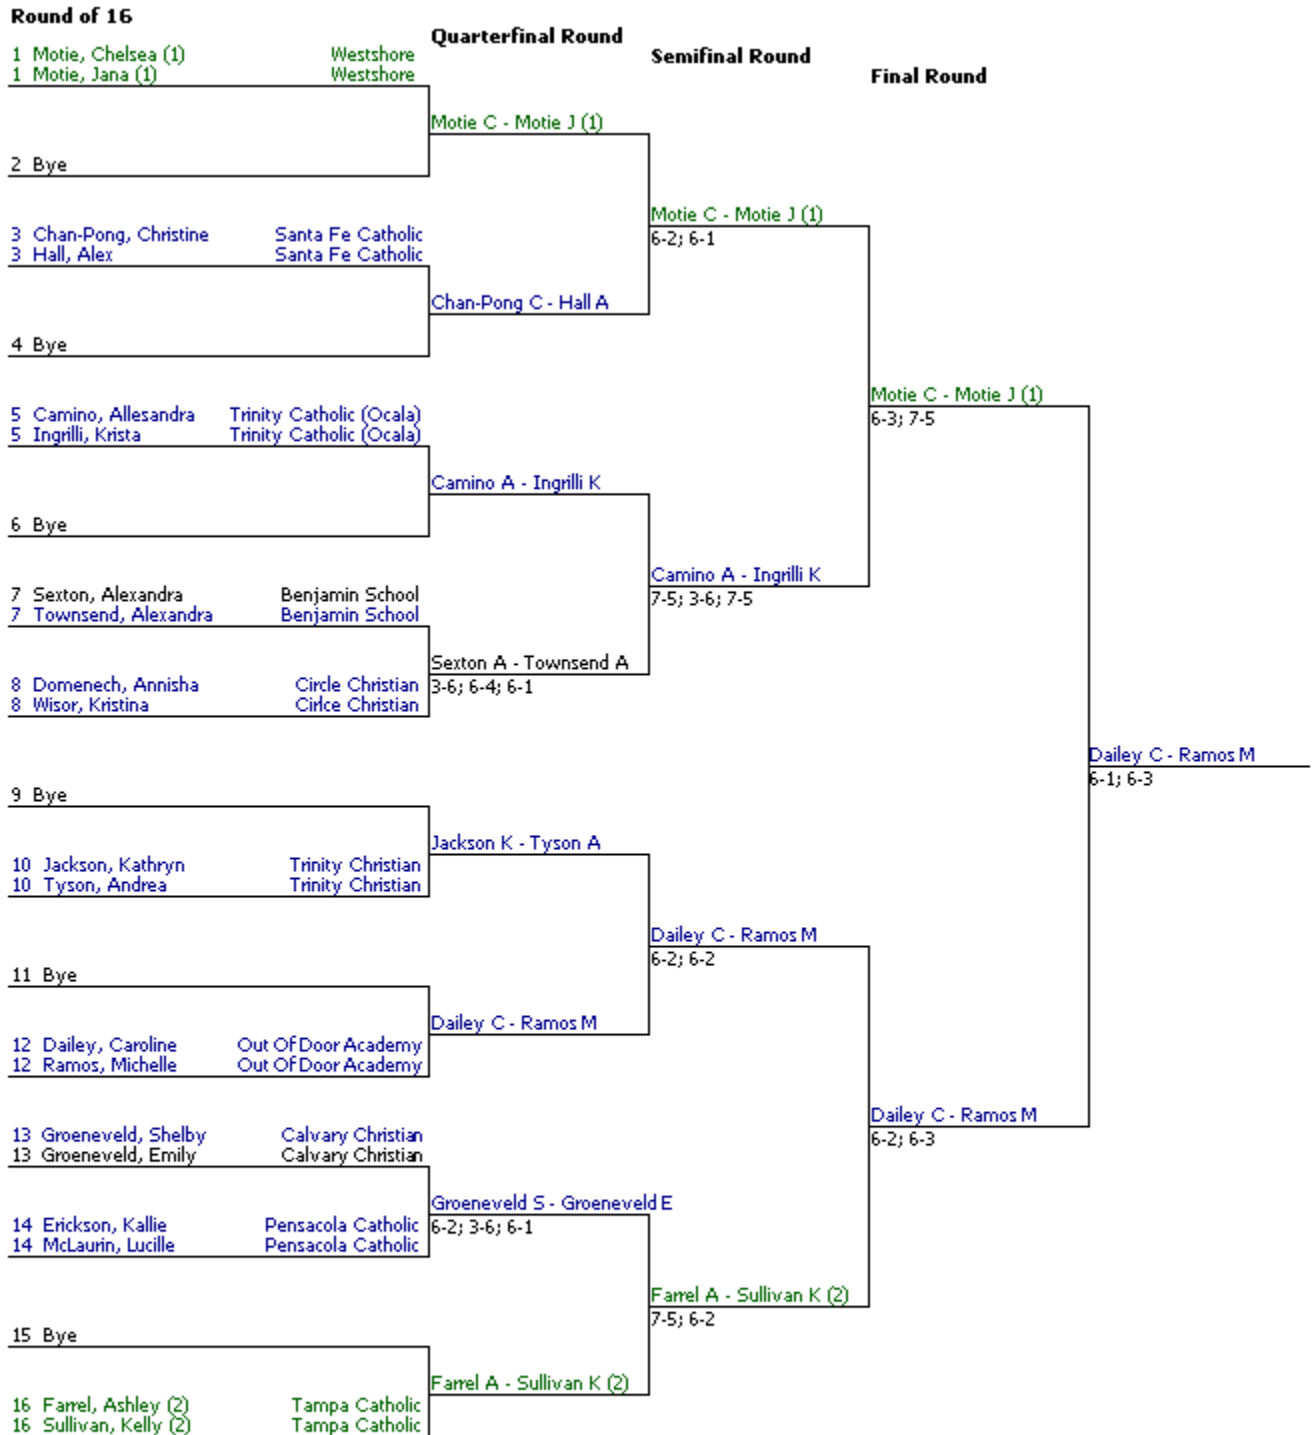 Round of 16
Quarterfinal Round
Semifinal Round
Final Round
1 Motie, Chelsea (1) Westshore
1 Motie, Jana (1) Westshore
Motie C - Motie J (1)
2 Bye
Motie C - Motie J (1)
6-2; 6-1
3 Chan-Pong, Christine Santa Fe Catholic
3 Hall, Alex Santa Fe Catholic
Chan-Pong C - Hall A
4 Bye
Motie C - Motie J (1)
6-3; 7-5
5 Camino, Allesandra Trinity Catholic (Ocala)
5 Ingrilli, Krista Trinity Catholic (Ocala)
Camino A - Ingrilli K
6 Bye
Camino A - Ingrilli K
7-5; 3-6; 7-5
7 Sexton, Alexandra Benjamin School
7 Townsend, Alexandra Benjamin School
Sexton A - Townsend A
3-6; 6-4; 6-1
8 Domenech, Annisha Circle Christian
8 Wisor, Kristina Cirlce Christian
Dailey C - Ramos M
6-1; 6-3
9 Bye
Jackson K - Tyson A
10 Jackson, Kathryn Trinity Christian
10 Tyson, Andrea Trinity Christian
Dailey C - Ramos M
6-2; 6-2
11 Bye
Dailey C - Ramos M
12 Dailey, Caroline Out Of Door Academy
12 Ramos, Michelle Out Of Door Academy
Dailey C - Ramos M
6-2; 6-3
13 Groeneveld, Shelby Calvary Christian
13 Groeneveld, Emily Calvary Christian
Groeneveld S - Groeneveld E
6-2; 3-6; 6-1
14 Erickson, Kallie Pensacola Catholic
14 McLaurin, Lucille Pensacola Catholic
Farrel A - Sullivan K (2)
7-5; 6-2
15 Bye
Farrel A - Sullivan K (2)
16 Farrel, Ashley (2) Tampa Catholic
16 Sullivan, Kelly (2) Tampa Catholic